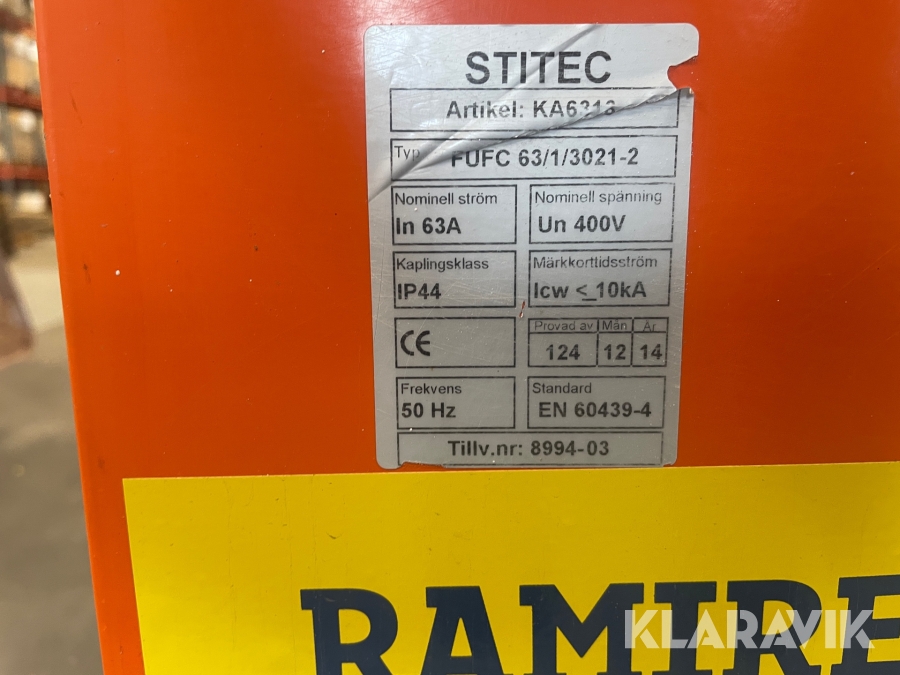 STITEC
Artikel: KA6313
Typ FUFC 63/1/3021-2
Nominell ström
In 63A
Nominell spänning
Un 400V
Kaplingsklass
IP44
Märkkorttidsström
Icw <_10kA
CE
Provad av Mån År
124 12 14
Frekvens
50 Hz
Standard
EN 60439-4
Tillv.nr: 8994-03
RAMIRE
KLARAVIK